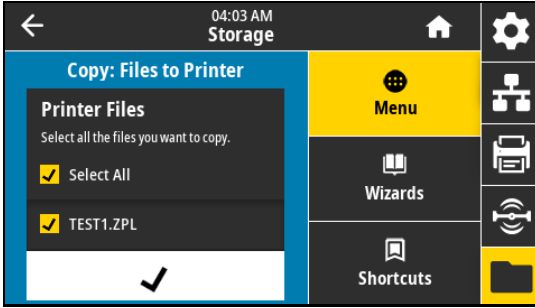 04:03 AM
Storage
Copy: Files to Printer
Printer Files
Select all the files you want to copy.
Select All
TEST1.ZPL
Menu
Wizards
Shortcuts